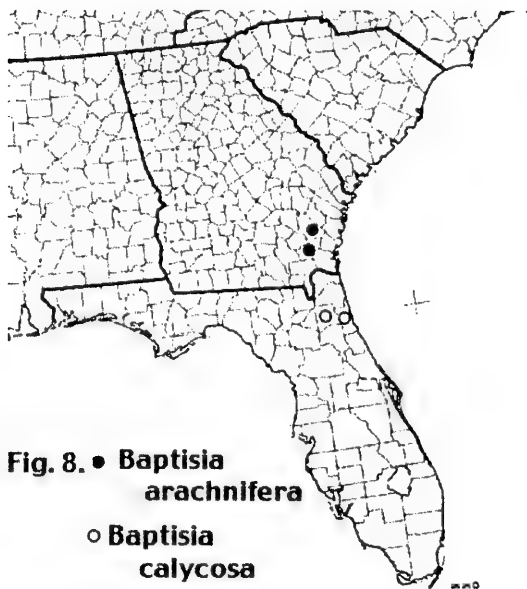 Fig. 8. ● Baptisia
arachnifera
○ Baptisia
calycosa